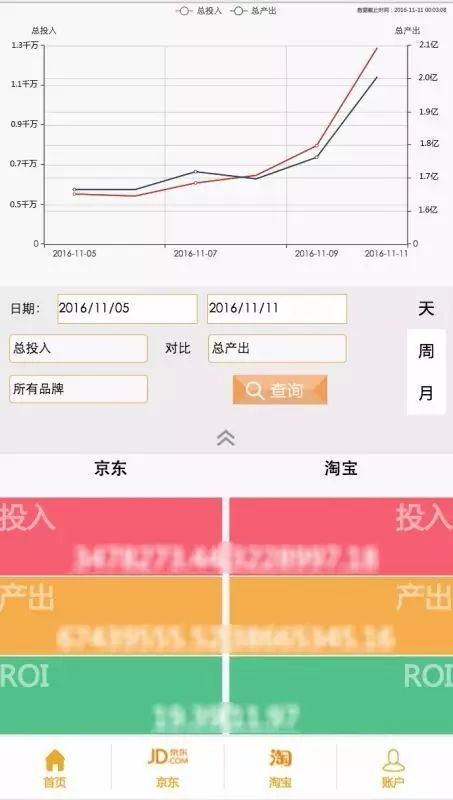 总投入 总产出 数据截止时间：2016-11-11 00:03:08
总投入 总产出
1.3千万 2.1亿
1.1千万 2.0亿
0.9千万 1.9亿
1.8亿
0.7千万 1.7亿
0.5千万 1.6亿
0 0
2016-11-05 2016-11-07 2016-11-09 2016-11-11
日期： 2016/11/05 2016/11/11 天
总投入 对比 总产出 周
所有品牌 查询 月
京东 淘宝
投入 投入
产出 产出
ROI ROI
首页 JD京东.COM 京东 淘 淘宝 账户